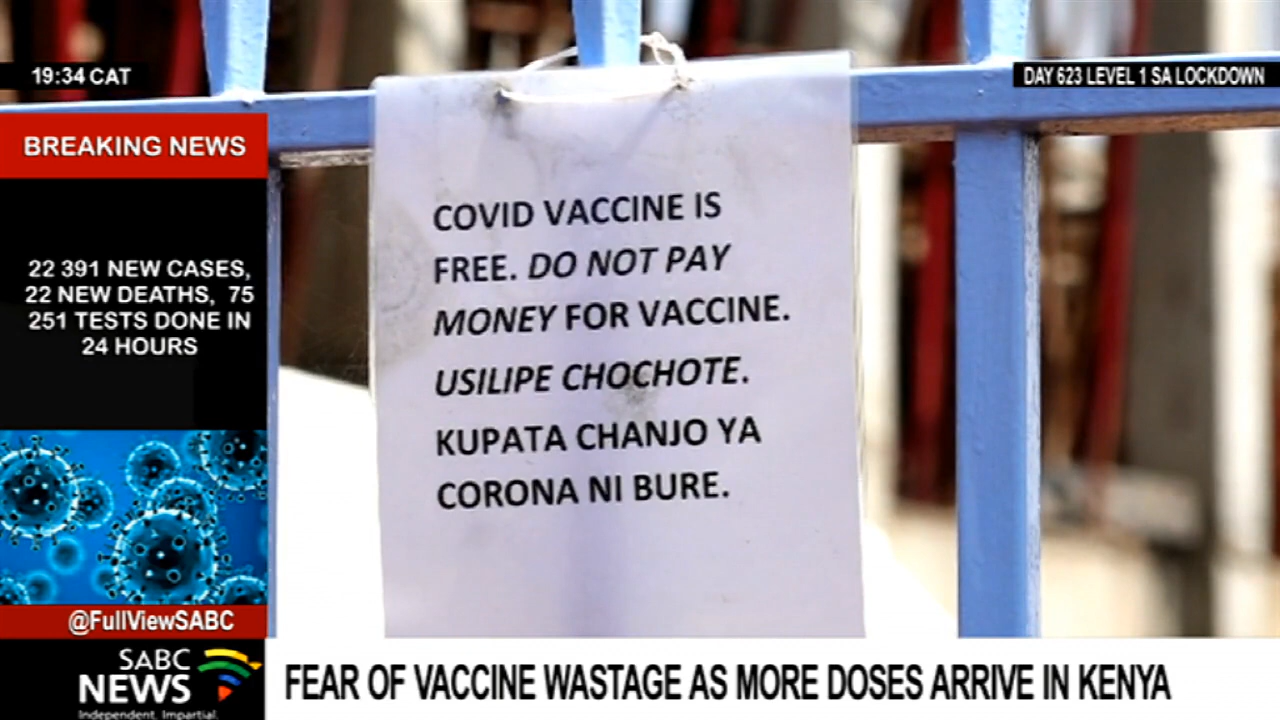 19:34 CAT
DAY 623 LEVEL 1 SA LOCKDOWN
BREAKING NEWS
22 391 NEW CASES,
22 NEW DEATHS, 75
251 TESTS DONE IN
24 HOURS
@FullViewSABC
SABC
NEWS
Independent. Impartial.
COVID VACCINE IS
FREE. DO NOT PAY
MONEY FOR VACCINE.
USILIPE CHOCHOTE.
KUPATA CHANJO YA
CORONA NI BURE.
FEAR OF VACCINE WASTAGE AS MORE DOSES ARRIVE IN KENYA